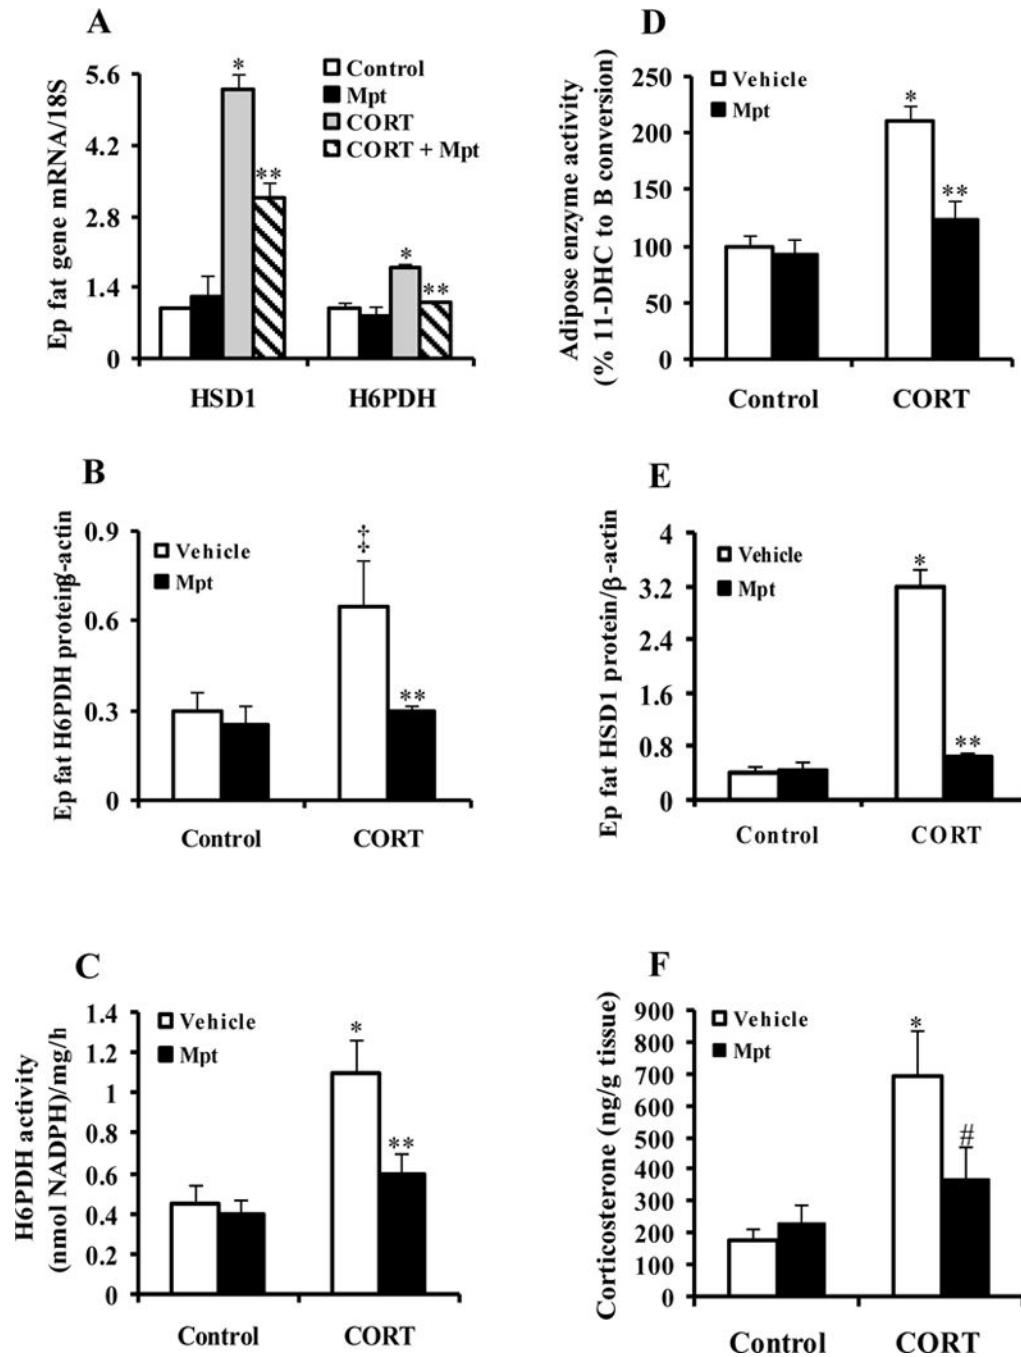 A
Ep fat gene mRNA/18S
5.6
4.2
2.8
1.4
0
Control
Mpt
CORT
CORT + Mpt
*
**
*
**
HSD1
H6PDH
D
Adipose enzyme activity
(% 11-DHC to B conversion)
250
200
150
100
50
0
Vehicle
Mpt
*
**
Control
CORT
B
Ep fat H6PDH protein/β-actin
0.9
0.6
0.3
0
Vehicle
Mpt
‡
**
Control
CORT
E
Ep fat HSD1 protein/β-actin
4
3.2
2.4
1.6
0.8
0
Vehicle
Mpt
*
**
Control
CORT
C
H6PDH activity
(nmol NADPH)/mg/h
1.4
1.2
1
0.8
0.6
0.4
0.2
0
Vehicle
Mpt
*
**
Control
CORT
F
Corticosterone (ng/g tissue)
900
800
700
600
500
400
300
200
100
0
Vehicle
Mpt
*
#
Control
CORT